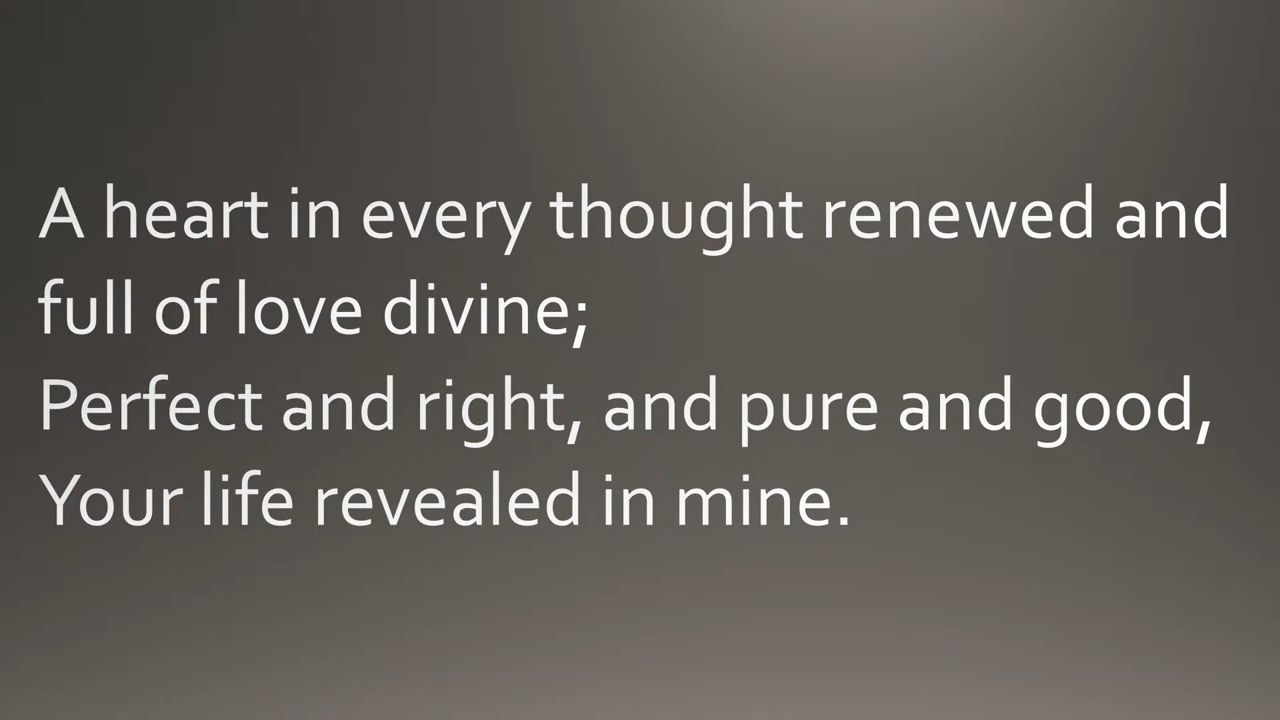 A heart in every thought renewed and
full of love divine;
Perfect and right, and pure and good,
Your life revealed in mine.